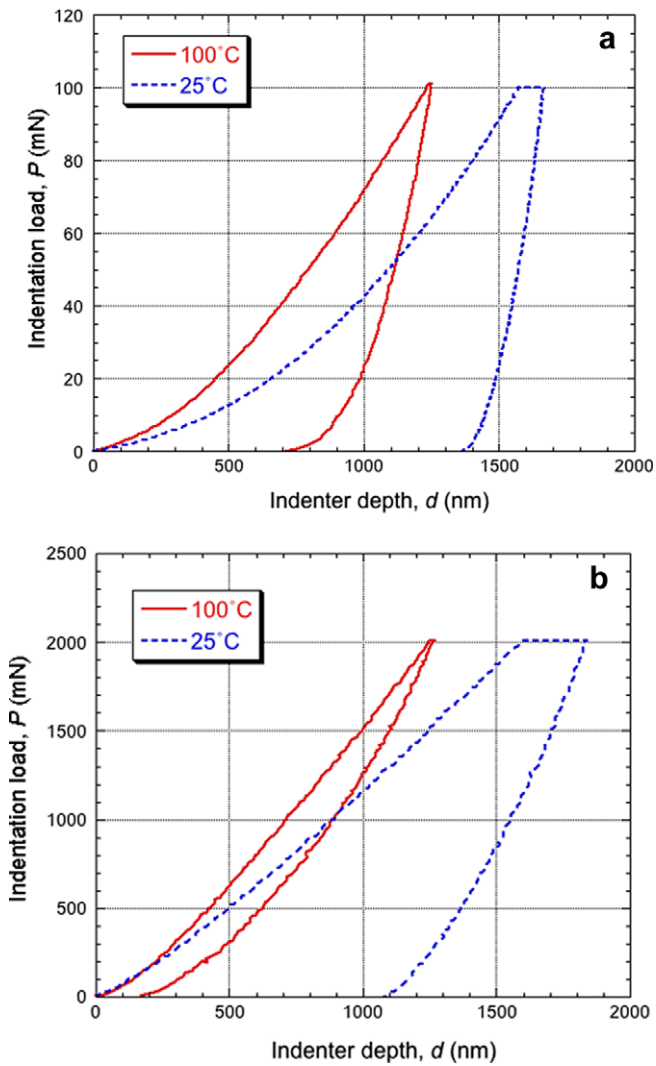 a
100°C
25°C
120
100
80
60
40
20
0
Indentation load, P (mN)
0 500 1000 1500 2000
Indenter depth, d (nm)
b
100°C
25°C
2500
2000
1500
1000
500
0
Indentation load, P (mN)
0 500 1000 1500 2000
Indenter depth, d (nm)